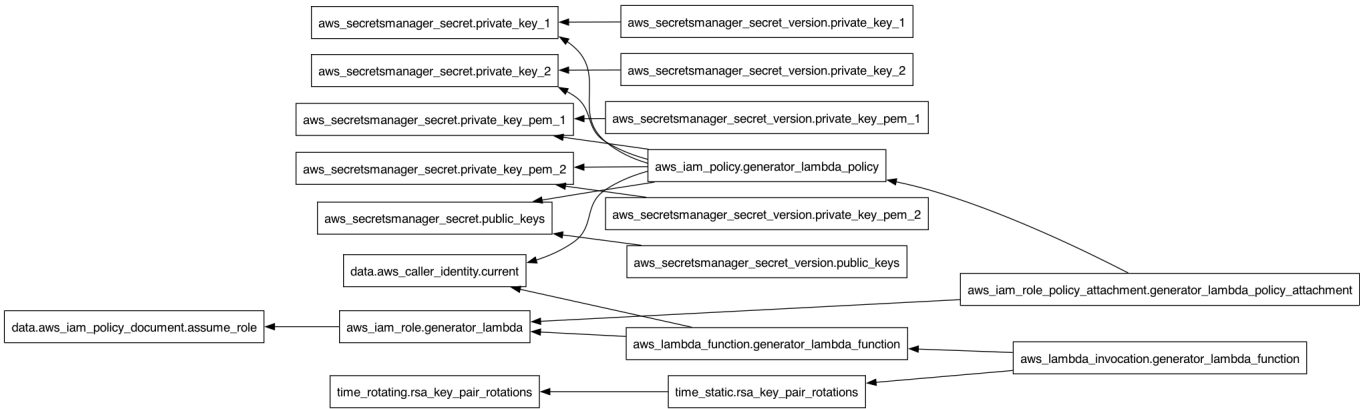 aws_secretsmanager_secret.private_key_1
aws_secretsmanager_secret_version.private_key_1
aws_secretsmanager_secret.private_key_2
aws_secretsmanager_secret_version.private_key_2
aws_secretsmanager_secret.private_key_pem_1
aws_secretsmanager_secret_version.private_key_pem_1
aws_secretsmanager_secret.private_key_pem_2
aws_iam_policy.generator_lambda_policy
aws_secretsmanager_secret.public_keys
aws_secretsmanager_secret_version.private_key_pem_2
data.aws_caller_identity.current
aws_secretsmanager_secret_version.public_keys
aws_iam_role_policy_attachment.generator_lambda_policy_attachment
data.aws_iam_policy_document.assume_role
aws_iam_role.generator_lambda
aws_lambda_function.generator_lambda_function
aws_lambda_invocation.generator_lambda_function
time_rotating.rsa_key_pair_rotations
time_static.rsa_key_pair_rotations